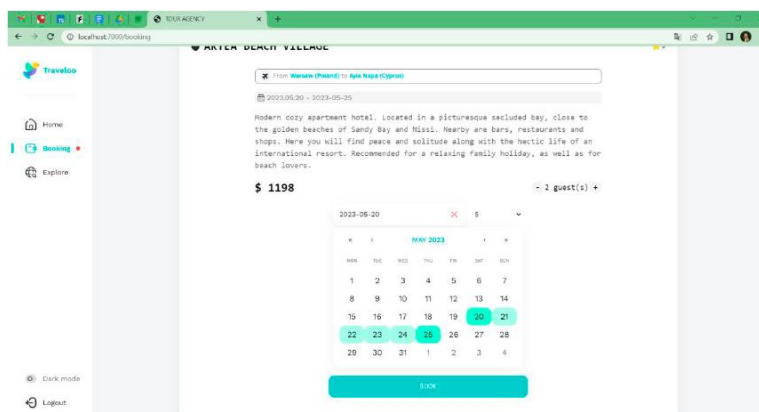 TOUR AGENCY
localhost:7000/booking
ARTEA BEACH VILLAGE
Traveloo
From Warsaw (Poland) to Ayia Napa (Cyprus)
2023.05.20 - 2023-05-25
Modern cozy apartment hotel. Located in a picturesque secluded bay, close to
the golden beaches of Sandy Bay and Nissi. Nearby are bars, restaurants and
shops. Here you will find peace and solitude along with the hectic life of an
international resort. Recommended for a relaxing family holiday, as well as for
beach lovers.
Home
Booking
Explore
$ 1198
- 2 guest(s) +
2023-05-20 5
« ‹ MAY 2023 › »
MON TUE WED THU FRI SAT SUN
1 2 3 4 5 6 7
8 9 10 11 12 13 14
15 16 17 18 19 20 21
22 23 24 25 26 27 28
29 30 31 1 2 3 4
BOOK
Dark mode
Logout